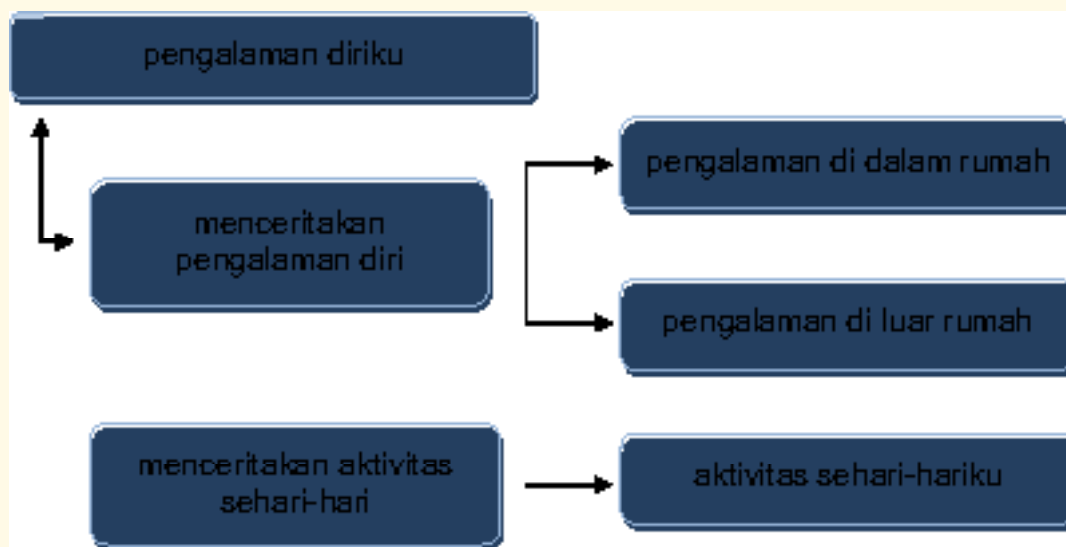 pengalaman diriku
menceritakan
pengalaman diri
pengalaman di dalam rumah
pengalaman di luar rumah
menceritakan aktivitas
sehari-hari
aktivitas sehari-hariku